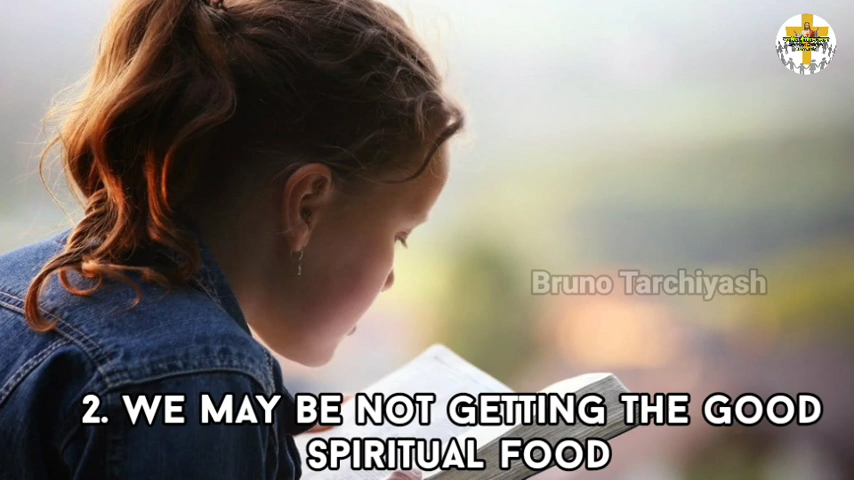 Bruno Tarchiyash
2. WE MAY BE NOT GETTING THE GOOD
SPIRITUAL FOOD